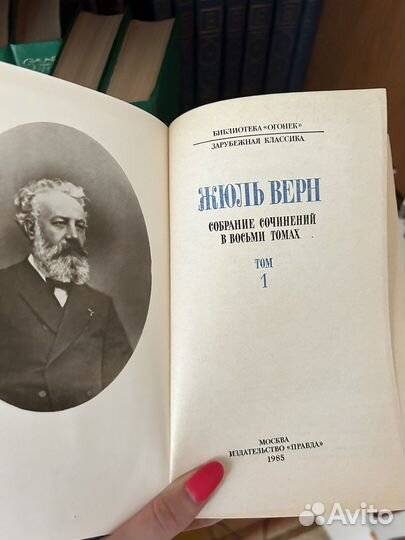 БИБЛИОТЕКА «ОГОНЕК»
ЗАРУБЕЖНАЯ КЛАССИКА
ЖЮЛЬ ВЕРН
СОБРАНИЕ СОЧИНЕНИЙ
В ВОСЬМИ ТОМАХ
ТОМ
1
МОСКВА
ИЗДАТЕЛЬСТВО «ПРАВДА»
1985
Avito